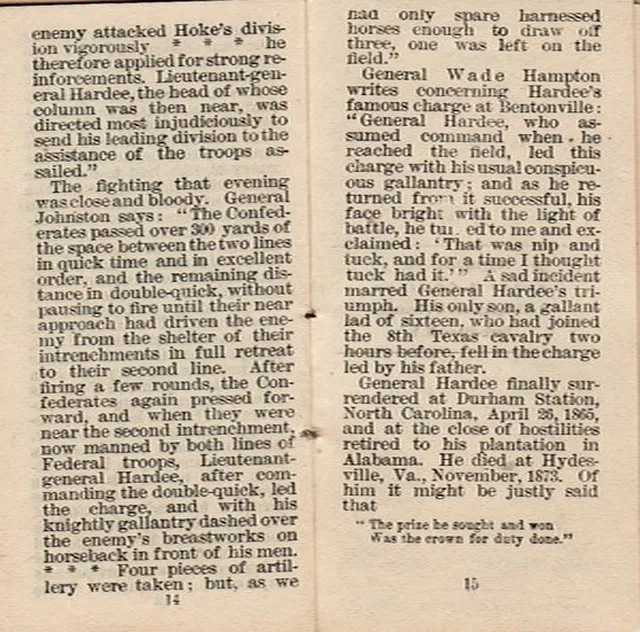 enemy attacked Hoke's divis-
ion vigorously * * * he
therefore applied for strong re-
inforcements. Lieutenant-gen-
eral Hardee, the head of whose
column was then near, was
directed most injudiciously to
send his leading division to the
assistance of the troops as-
sailed."
The fighting that evening
was close and bloody. General
Johnston says: "The Confed-
erates passed over 300 yards of
the space between the two lines
in quick time and in excellent
order, and the remaining dis-
tance in double-quick, without
pausing to fire until their near
approach had driven the ene-
my from the shelter of their
intrenchments in full retreat
to their second line. After
firing a few rounds, the Con-
federates again pressed for-
ward, and when they were
near the second intrenchment,
now manned by both lines of
Federal troops, Lieutenant-
general Hardee, after com-
manding the double-quick, led
the charge, and with his
knightly gallantry dashed over
the enemy's breastworks on
horseback in front of his men.
* * * Four pieces of artil-
lery were taken; but, as we
14
had only spare harnessed
horses enough to draw off
three, one was left on the
field."
General Wade Hampton
writes concerning Hardee's
famous charge at Bentonville:
"General Hardee, who as-
sumed command when he
reached the field, led this
charge with his usual conspicu-
ous gallantry; and as he re-
turned from it successful, his
face bright with the light of
battle, he tu ed to me and ex-
claimed: 'That was nip and
tuck, and for a time I thought
tuck had it.'" A sad incident
marred General Hardee's tri-
umph. His only son, a gallant
lad of sixteen, who had joined
the 8th Texas cavalry two
hours before, fell in the charge
led by his father.
General Hardee finally sur-
rendered at Durham Station,
North Carolina, April 26, 1865,
and at the close of hostilities
retired to his plantation in
Alabama. He died at Hydes-
ville, Va., November, 1873. Of
him it might be justly said
that
"The prize he sought and won
Was the crown for duty done."
15